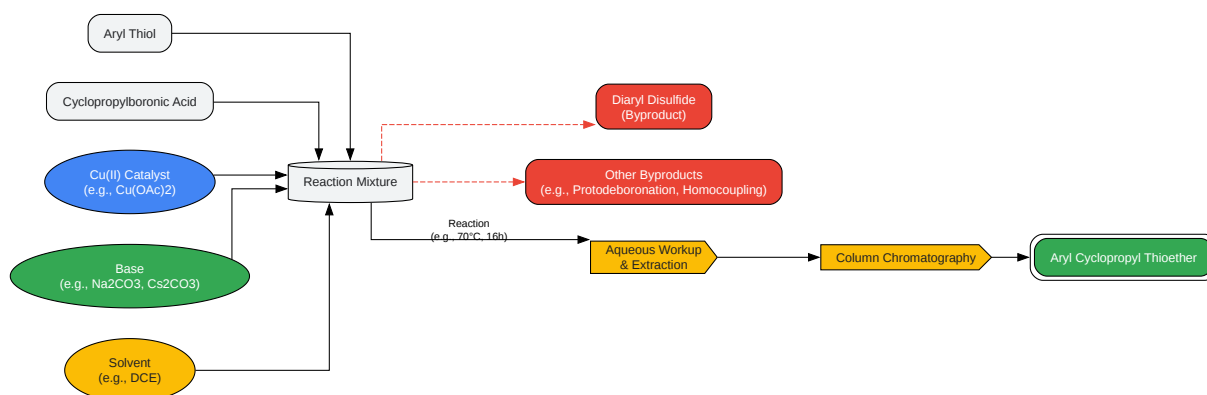 Aryl Thiol
Cyclopropylboronic Acid
Cu(II) Catalyst
(e.g., Cu(OAc)2)
Base
(e.g., Na2CO3, Cs2CO3)
Solvent
(e.g., DCE)
Reaction Mixture
Diaryl Disulfide
(Byproduct)
Other Byproducts
(e.g., Protodeboronation, Homocoupling)
Reaction
(e.g., 70°C, 16h)
Aqueous Workup
& Extraction
Column Chromatography
Aryl Cyclopropyl Thioether